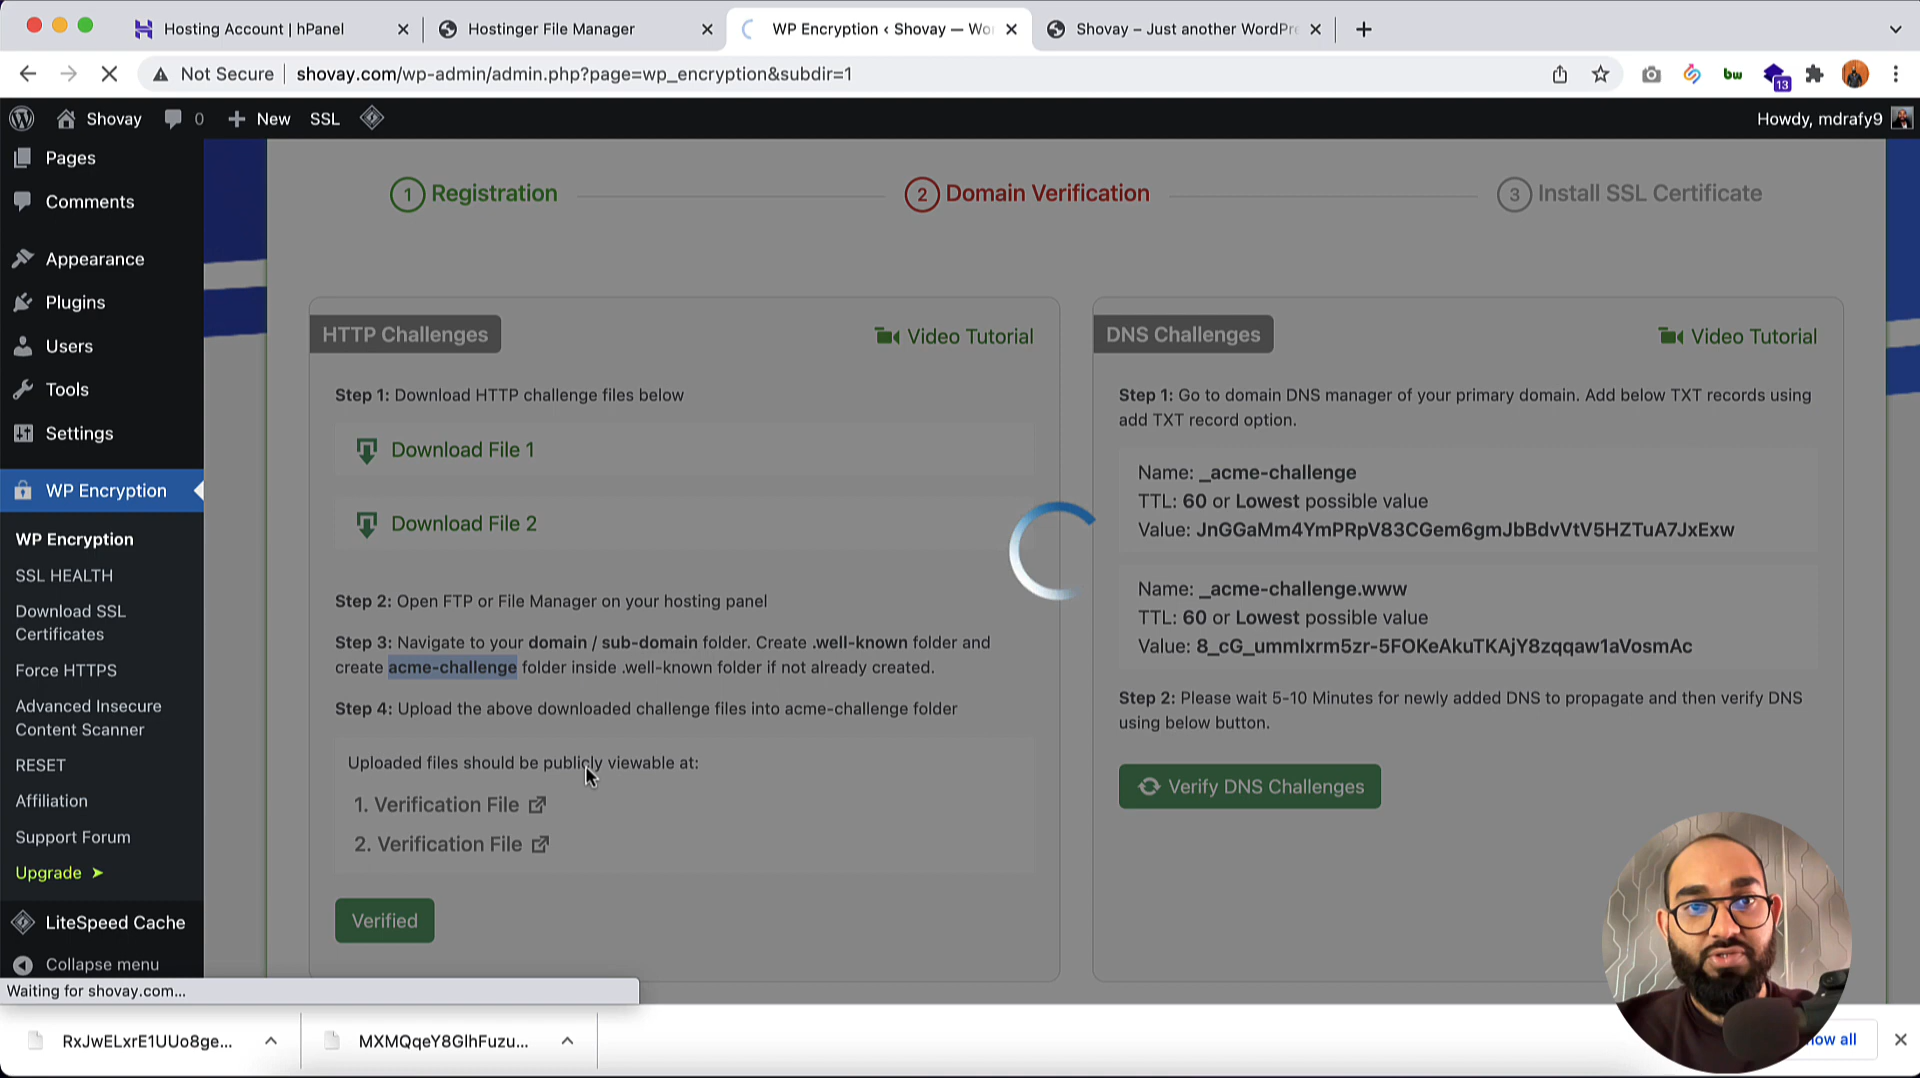 Hosting Account | hPanel
Hostinger File Manager
WP Encryption ‹ Shovay — Wo
Shovay – Just another WordPre
Not Secure
shovay.com/wp-admin/admin.php?page=wp_encryption&subdir=1
bw
13
Shovay
0
New
SSL
Howdy, mdrafy9
Pages
Comments
Appearance
Plugins
Users
Tools
Settings
WP Encryption
WP Encryption
SSL HEALTH
Download SSL
Certificates
Force HTTPS
Advanced Insecure
Content Scanner
RESET
Affiliation
Support Forum
Upgrade ➤
LiteSpeed Cache
Collapse menu
1 Registration
2 Domain Verification
3 Install SSL Certificate
HTTP Challenges
Video Tutorial
Step 1: Download HTTP challenge files below
Download File 1
Download File 2
Step 2: Open FTP or File Manager on your hosting panel
Step 3: Navigate to your domain / sub-domain folder. Create .well-known folder and
create acme-challenge folder inside .well-known folder if not already created.
Step 4: Upload the above downloaded challenge files into acme-challenge folder
Uploaded files should be publicly viewable at:
1. Verification File
2. Verification File
Verified
DNS Challenges
Video Tutorial
Step 1: Go to domain DNS manager of your primary domain. Add below TXT records using
add TXT record option.
Name: _acme-challenge
TTL: 60 or Lowest possible value
Value: JnGGaMm4YmPRpV83CGem6gmJbBdvVtV5HZTuA7JxExw
Name: _acme-challenge.www
TTL: 60 or Lowest possible value
Value: 8_cG_ummlxrm5zr-5FOKeAkuTKAjY8zqqaw1aVosmAc
Step 2: Please wait 5-10 Minutes for newly added DNS to propagate and then verify DNS
using below button.
Verify DNS Challenges
Waiting for shovay.com...
RxJwELxrE1UUo8ge...
MXMQqeY8GlhFuzu...
ow all